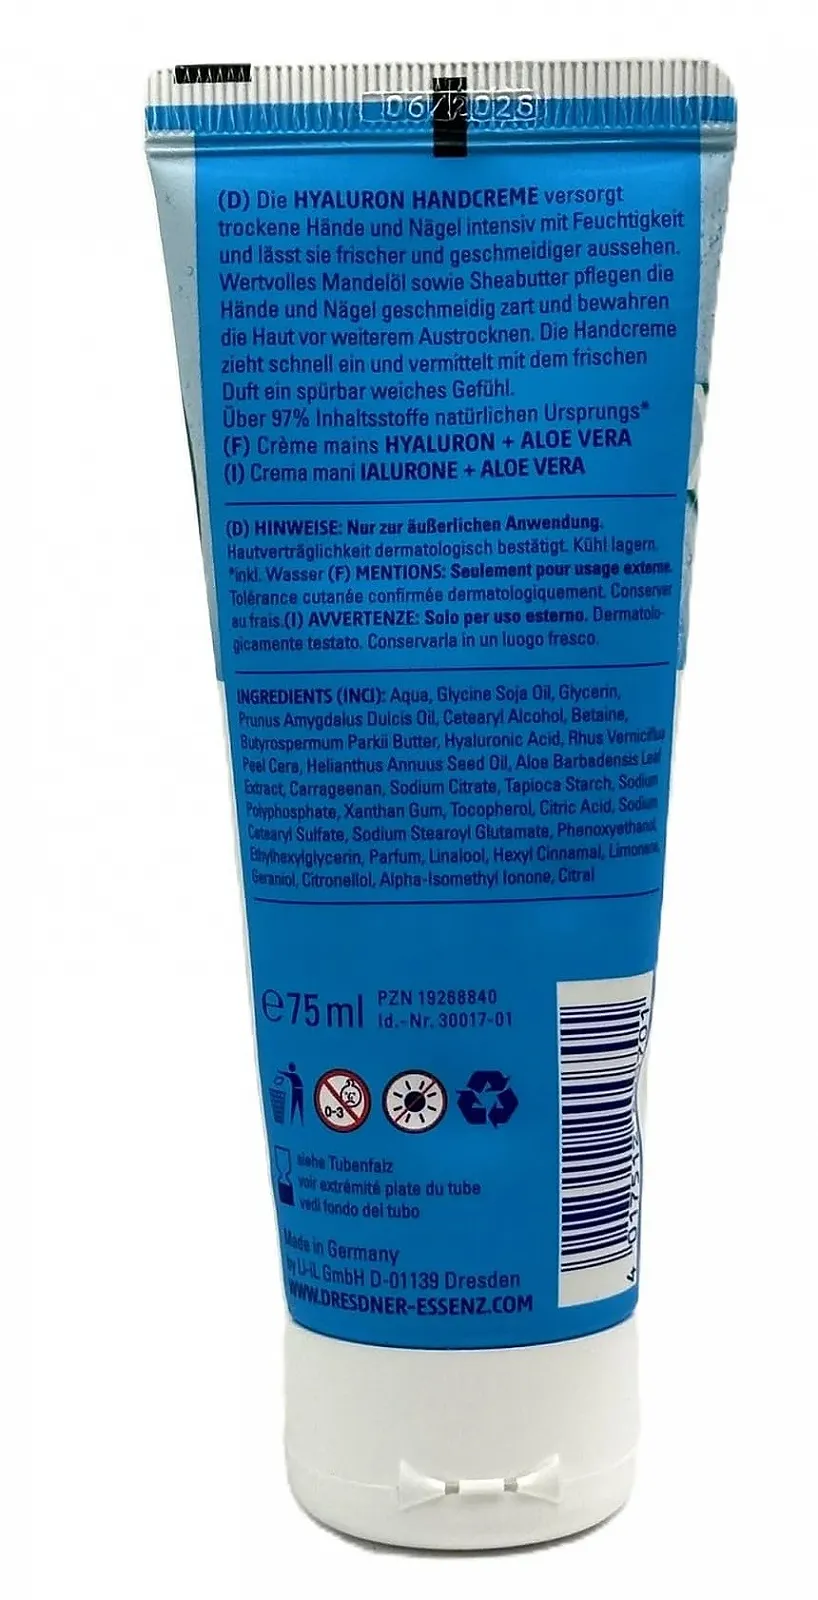 06/2026
(D) Die HYALURON HANDCREME versorgt
trockene Hände und Nägel intensiv mit Feuchtigkeit
und lässt sie frischer und geschmeidiger aussehen.
Wertvolles Mandelöl sowie Sheabutter pflegen die
Hände und Nägel geschmeidig zart und bewahren
die Haut vor weiterem Austrocknen. Die Handcreme
zieht schnell ein und vermittelt mit dem frischen
Duft ein spürbar weiches Gefühl.
Über 97% Inhaltsstoffe natürlichen Ursprungs*
(F) Crème mains HYALURON + ALOE VERA
(I) Crema mani IALURONE + ALOE VERA
(D) HINWEISE: Nur zur äußerlichen Anwendung.
Hautverträglichkeit dermatologisch bestätigt. Kühl lagern.
*inkl. Wasser (F) MENTIONS: Seulement pour usage externe.
Tolérance cutanée confirmée dermatologiquement. Conserver
au frais.(I) AVVERTENZE: Solo per uso esterno. Dermatolo-
gicamente testato. Conservarla in un luogo fresco.
INGREDIENTS (INCI): Aqua, Glycine Soja Oil, Glycerin,
Prunus Amygdalus Dulcis Oil, Cetearyl Alcohol, Betaine,
Butyrospermum Parkii Butter, Hyaluronic Acid, Rhus Verniciflua
Peel Cera, Helianthus Annuus Seed Oil, Aloe Barbadensis Leaf
Extract, Carrageenan, Sodium Citrate, Tapioca Starch, Sodium
Polyphosphate, Xanthan Gum, Tocopherol, Citric Acid, Sodium
Cetearyl Sulfate, Sodium Stearoyl Glutamate, Phenoxyethanol,
Ethylhexylglycerin, Parfum, Linalool, Hexyl Cinnamal, Limonene,
Geraniol, Citronellol, Alpha-Isomethyl Ionone, Citral
℮75 ml
PZN 19288840
Id.-Nr. 30017-01
0-3
siehe Tubenfalz
voir extrémité plate du tube
vedi fondo del tubo
Made in Germany
by U-iL GmbH D-01139 Dresden
WWW.DRESDNER-ESSENZ.COM